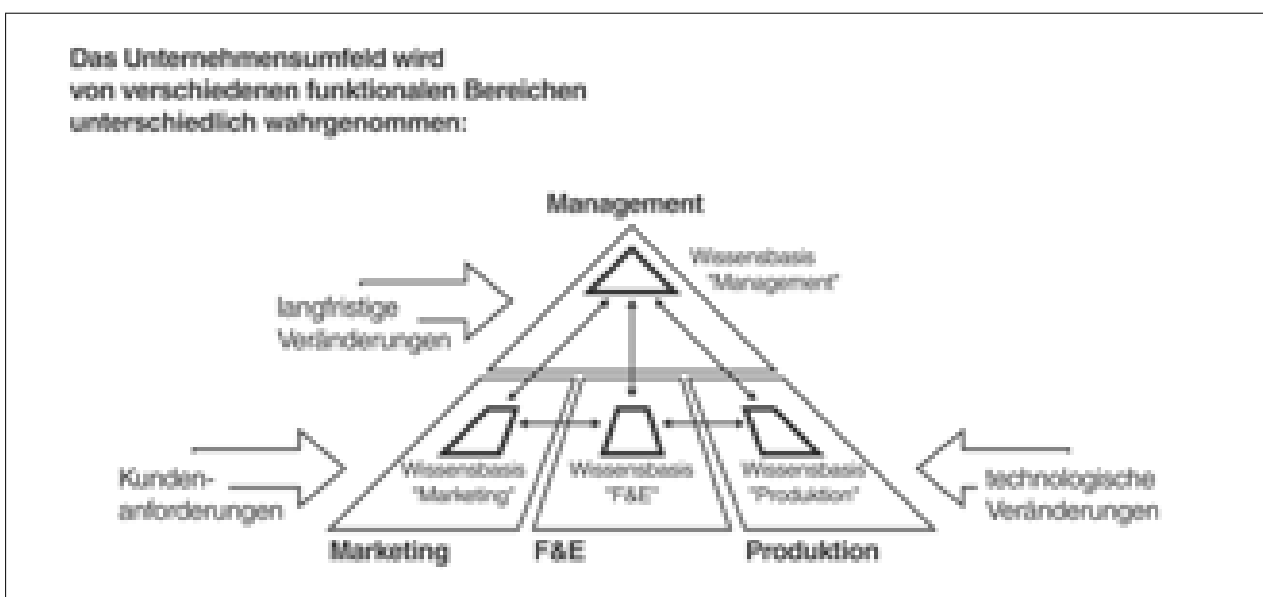 Das Unternehmensumfeld wird
von verschiedenen funktionalen Bereichen
unterschiedlich wahrgenommen:
Management
Wissensbasis
"Management"
langfristige
Veränderungen
Kunden-
anforderungen
Wissensbasis
"Marketing"
Wissensbasis
"F&E"
Wissensbasis
"Produktion"
technologische
Veränderungen
Marketing
F&E
Produktion